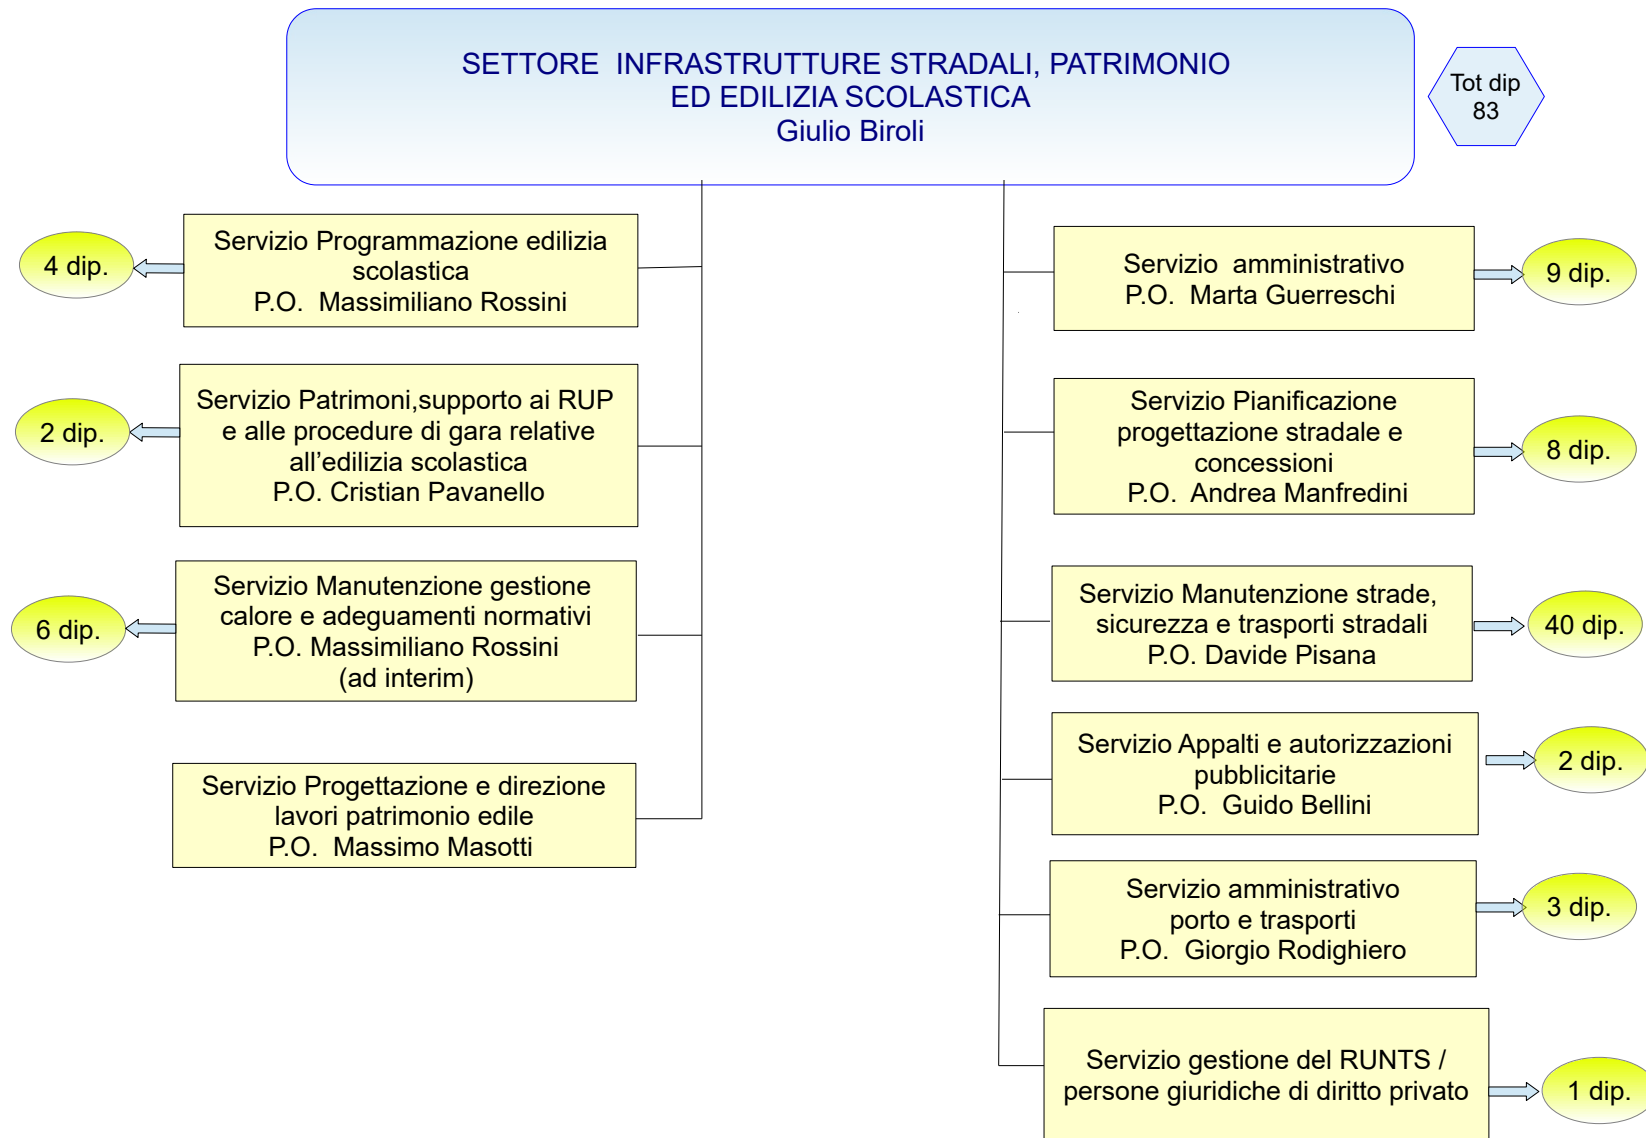 SETTORE INFRASTRUTTURE STRADALI, PATRIMONIO
ED EDILIZIA SCOLASTICA
Giulio Biroli
Tot dip
83
4 dip.
Servizio Programmazione edilizia
scolastica
P.O. Massimiliano Rossini
2 dip.
Servizio Patrimoni,supporto ai RUP
e alle procedure di gara relative
all'edilizia scolastica
P.O. Cristian Pavanello
6 dip.
Servizio Manutenzione gestione
calore e adeguamenti normativi
P.O. Massimiliano Rossini
(ad interim)
Servizio Progettazione e direzione
lavori patrimonio edile
P.O. Massimo Masotti
Servizio amministrativo
P.O. Marta Guerreschi
9 dip.
Servizio Pianificazione
progettazione stradale e
concessioni
P.O. Andrea Manfredini
8 dip.
Servizio Manutenzione strade,
sicurezza e trasporti stradali
P.O. Davide Pisana
40 dip.
Servizio Appalti e autorizzazioni
pubblicitarie
P.O. Guido Bellini
2 dip.
Servizio amministrativo
porto e trasporti
P.O. Giorgio Rodighiero
3 dip.
Servizio gestione del RUNTS /
persone giuridiche di diritto privato
1 dip.